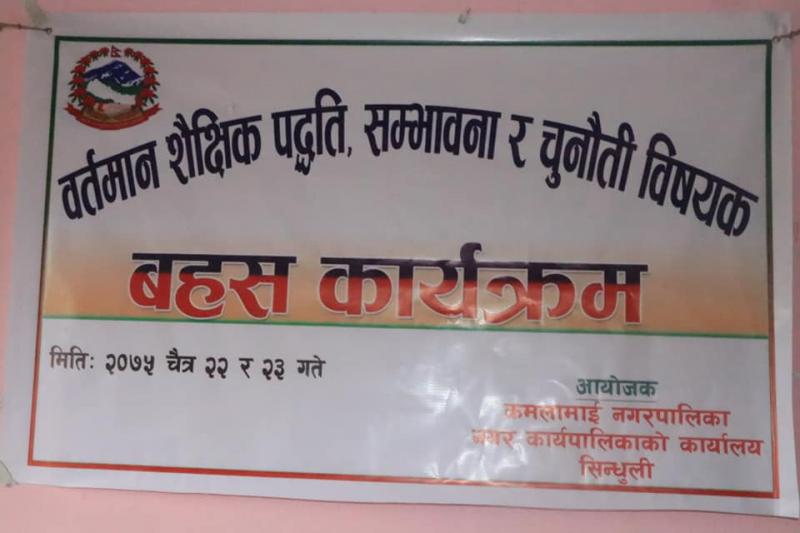 वर्तमान शैक्षिक पद्धति, सम्भावना र चुनौती विषयक
बहस कार्यक्रम
मिति: २०७५ चैत्र २२ र २३ गते
आयोजक
कमलामाई नगरपालिका
नगर कार्यपालिकाको कार्यालय
सिन्धुली